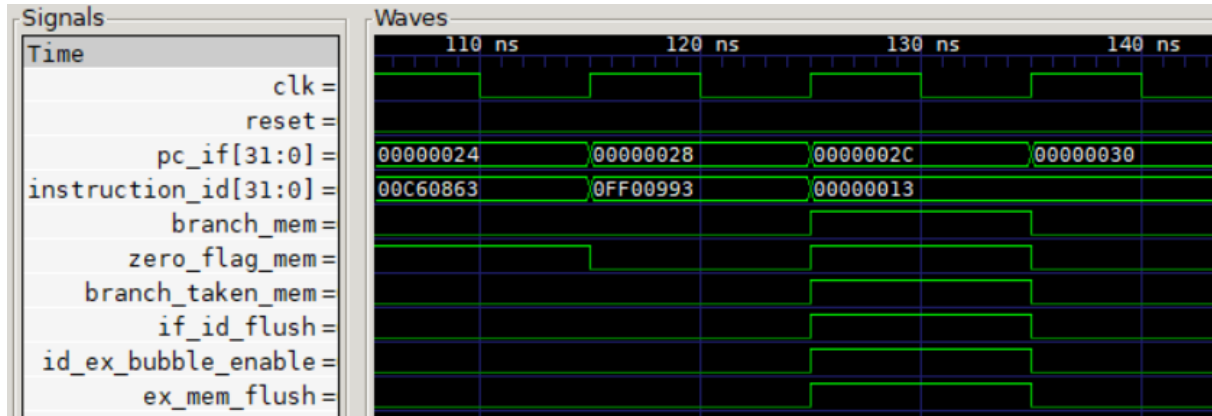 Signals Waves
Time 110 ns 120 ns 130 ns 140 ns
clk =
reset =
pc_if[31:0] = 00000024 00000028 0000002C 00000030
instruction_id[31:0] = 00C60863 0FF00993 00000013
branch_mem =
zero_flag_mem =
branch_taken_mem =
if_id_flush =
id_ex_bubble_enable =
ex_mem_flush =